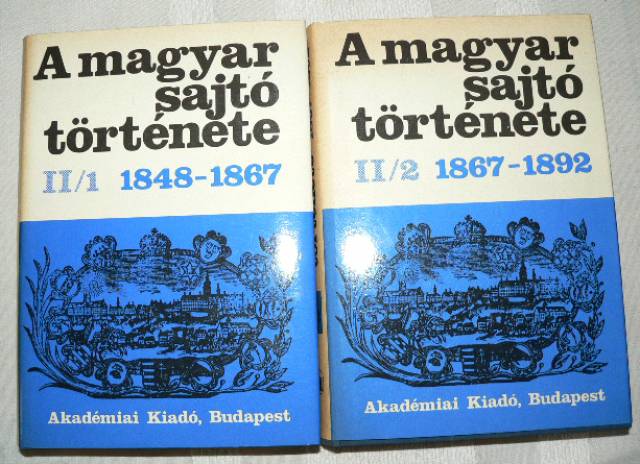 A magyar
sajtó
története
II/1 1848-1867
Akadémiai Kiadó, Budapest
A magyar
sajtó
története
II/2 1867-1892
Akadémiai Kiadó, Budapest